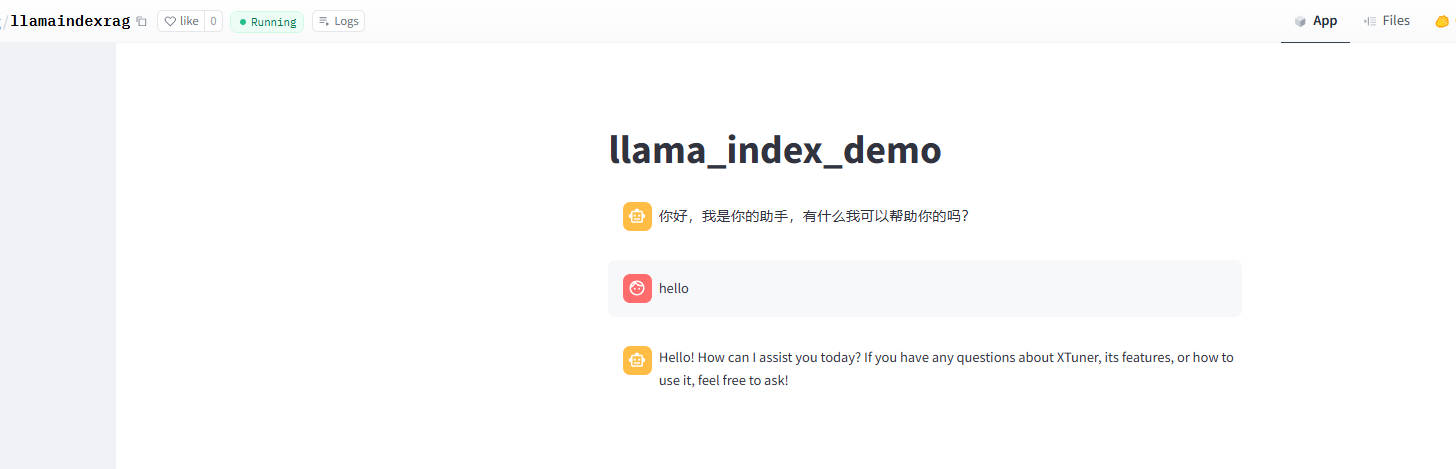 /llamaindexrag like 0 Running Logs App Files
llama_index_demo
你好，我是你的助手，有什么我可以帮助你的吗？
hello
Hello! How can I assist you today? If you have any questions about XTuner, its features, or how to
use it, feel free to ask!